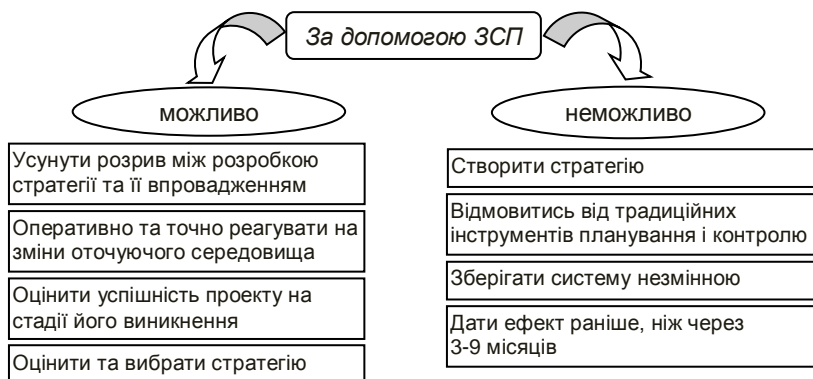 За допомогою ЗСП
можливо
неможливо
Усунути розрив між розробкою
стратегії та її впровадженням
Оперативно та точно реагувати на
зміни оточуючого середовища
Оцінити успішність проекту на
стадії його виникнення
Оцінити та вибрати стратегію
Створити стратегію
Відмовитись від традиційних
інструментів планування і контролю
Зберігати систему незмінною
Дати ефект раніше, ніж через
3-9 місяців